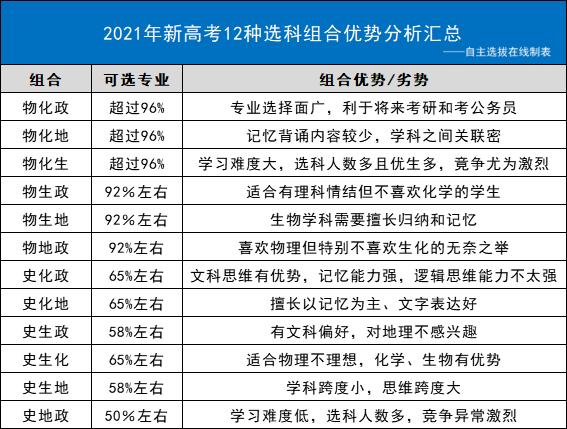 2021年新高考12种选科组合优势分析汇总
——自主选拔在线制表
组合 可选专业 组合优势/劣势
物化政 超过96% 专业选择面广，利于将来考研和考公务员
物化地 超过96% 记忆背诵内容较少，学科之间关联密
物化生 超过96% 学习难度大，选科人数多且优生多，竞争尤为激烈
物生政 92%左右 适合有理科情结但不喜欢化学的学生
物生地 92%左右 生物学科需要擅长归纳和记忆
物地政 92%左右 喜欢物理但特别不喜欢生化的无奈之举
史化政 65%左右 文科思维有优势，记忆能力强，逻辑思维能力不太强
史化地 65%左右 擅长以记忆为主、文字表达好
史生政 58%左右 有文科偏好，对地理不感兴趣
史生化 65%左右 适合物理不理想，化学、生物有优势
史生地 58%左右 学科跨度小，思维跨度大
史地政 50%左右 学习难度低，选科人数多，竞争异常激烈